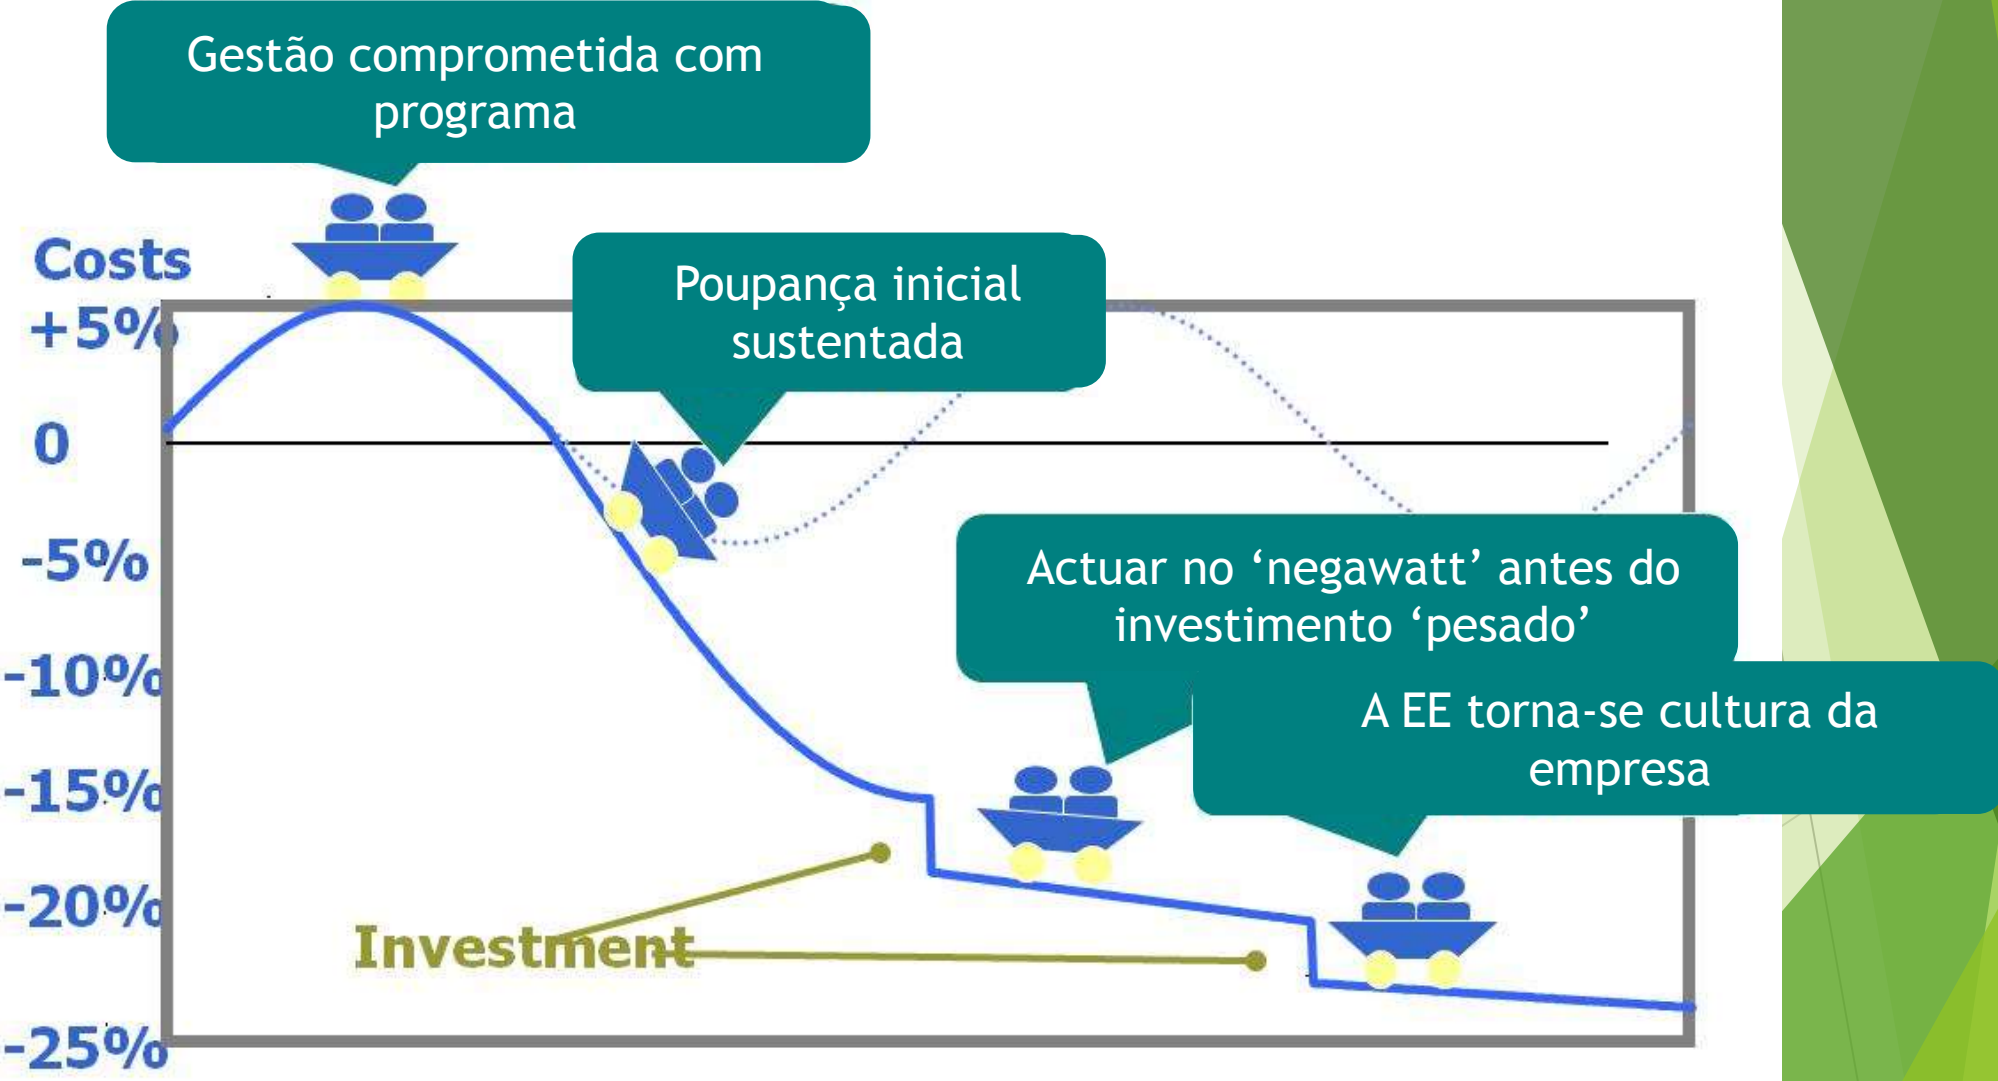 Gestão comprometida com
programa
Costs
+5%
Poupança inicial
sustentada
0
-5%
Actuar no ‘negawatt’ antes do
investimento ‘pesado’
-10%
A EE torna-se cultura da
empresa
-15%
-20%
Investment
-25%